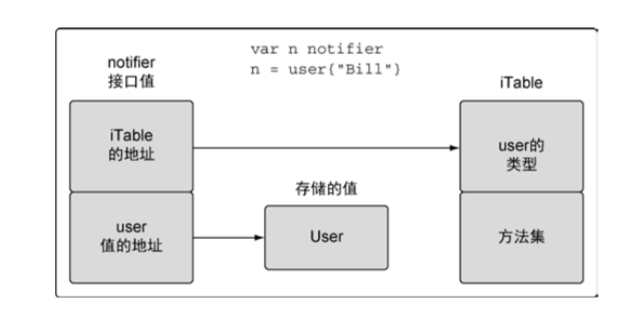 var n notifier
n = user{"Bill"}
notifier
接口值
iTable
iTable
的地址
user的
类型
存储的值
user
值的地址
User
方法集